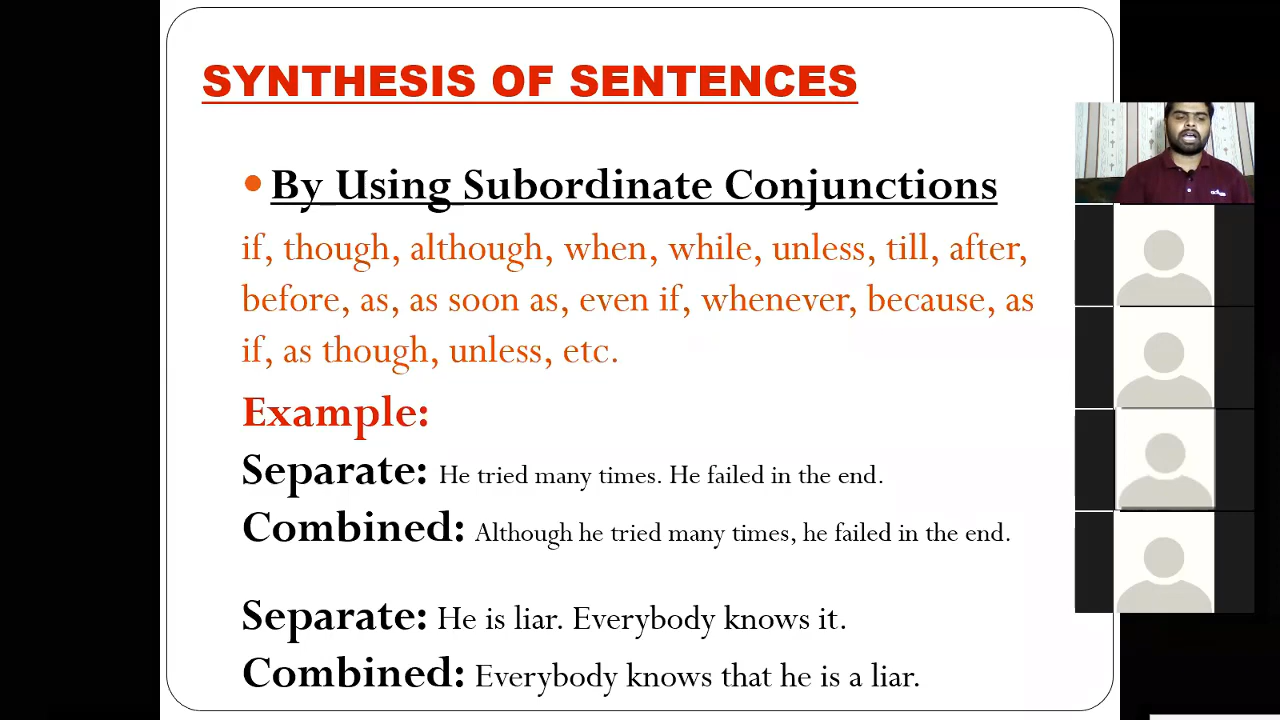 SYNTHESIS OF SENTENCES
By Using Subordinate Conjunctions
if, though, although, when, while, unless, till, after,
before, as, as soon as, even if, whenever, because, as
if, as though, unless, etc.
Example:
Separate: He tried many times. He failed in the end.
Combined: Although he tried many times, he failed in the end.
Separate: He is liar. Everybody knows it.
Combined: Everybody knows that he is a liar.